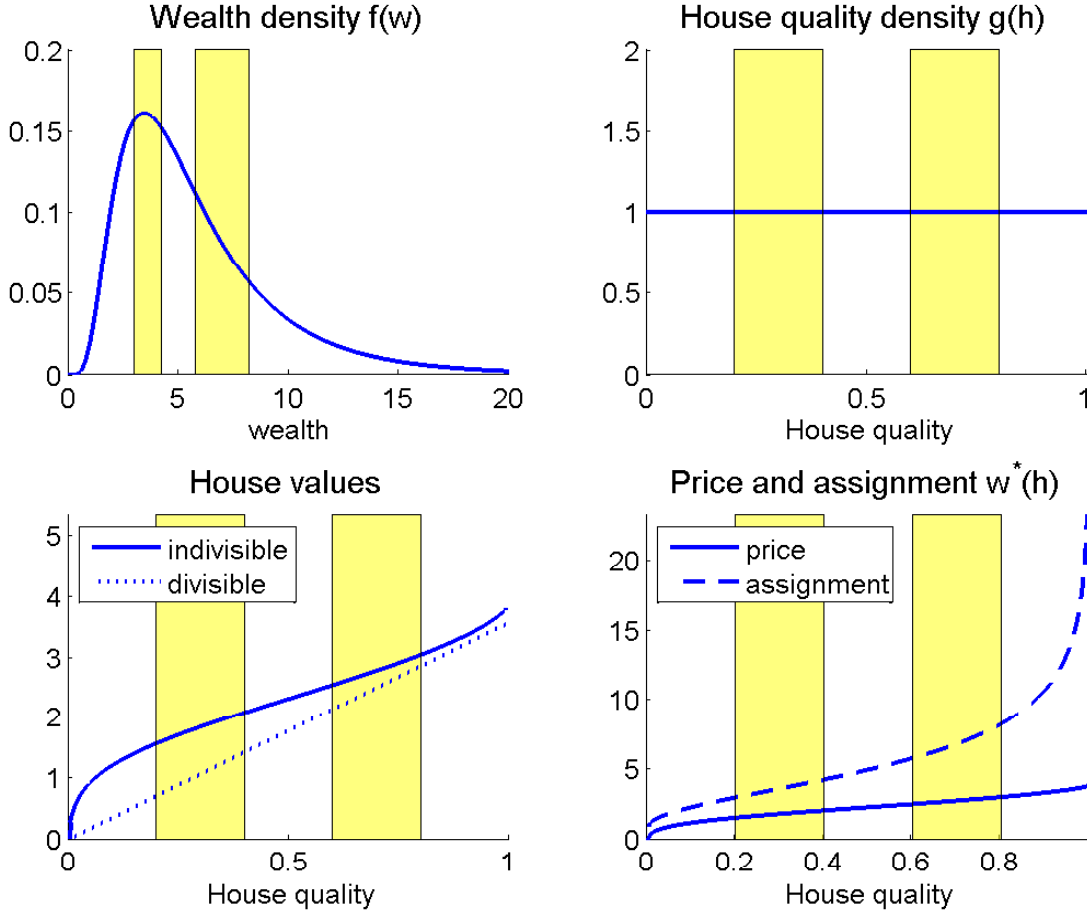 Wealth density f(w)
0.2
0.15
0.1
0.05
0
0 5 10 15 20
wealth
House quality density g(h)
2
1.5
1
0.5
0
0 0.5 1
House quality
House values
5
4
3
2
1
0
indivisible
divisible
0 0.5 1
House quality
Price and assignment w*(h)
20
15
10
5
0
price
assignment
0 0.2 0.4 0.6 0.8
House quality